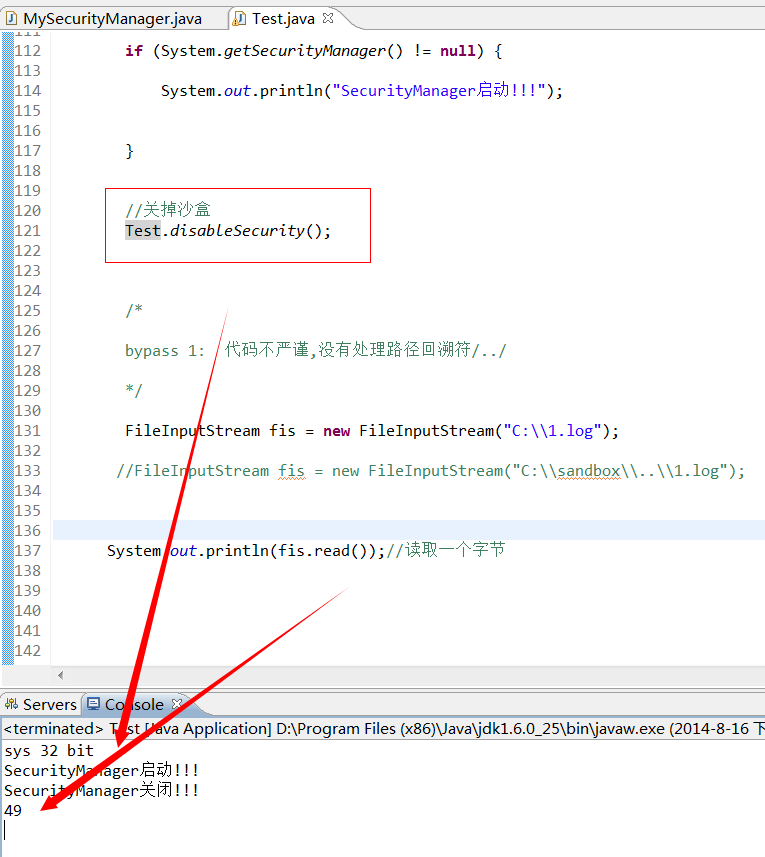 MySecurityManager.java Test.java
111
112 if (System.getSecurityManager() != null) {
113
114 System.out.println("SecurityManager启动!!!");
115
116
117 }
118
119
120 //关掉沙盒
121 Test.disableSecurity();
122
123
124
125 /*
126
127 bypass 1: 代码不严谨,没有处理路径回溯符/../
128
129 */
130
131 FileInputStream fis = new FileInputStream("C:\\1.log");
132
133 //FileInputStream fis = new FileInputStream("C:\\sandbox\\..\\1.log");
134
135
136
137 System.out.println(fis.read());//读取一个字节
138
139
140
141
142
Servers Console
<terminated> Test [Java Application] D:\Program Files (x86)\Java\jdk1.6.0_25\bin\javaw.exe (2014-8-16 下
sys 32 bit
SecurityManager启动!!!
SecurityManager关闭!!!
49